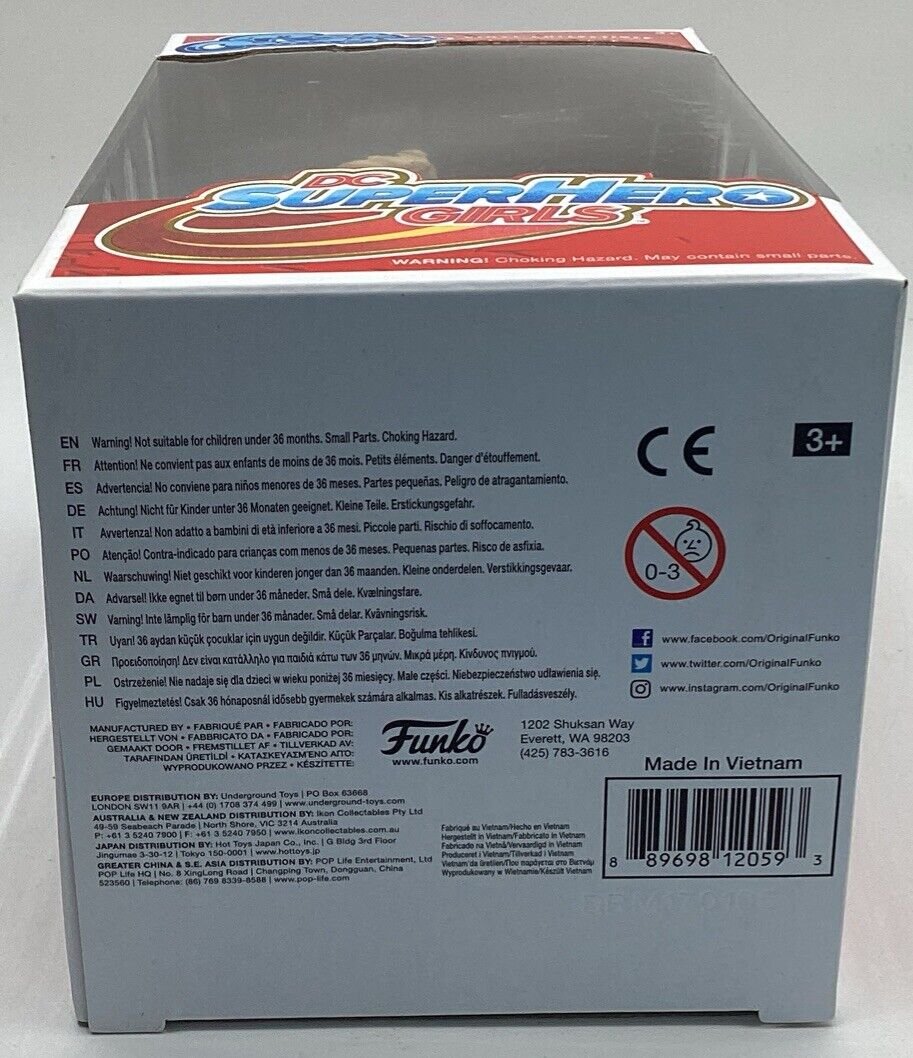 DC
SUPERHERO
GIRLS
WARNING! Choking Hazard. May contain small parts
EN Warning! Not suitable for children under 36 months. Small Parts. Choking Hazard.
FR Attention! Ne convient pas aux enfants de moins de 36 mois. Petits éléments. Danger d'étouffement.
ES Advertencia! No conviene para niños menores de 36 meses. Partes pequeñas. Peligro de atragantamiento.
DE Achtung! Nicht für Kinder unter 36 Monaten geeignet. Kleine Teile. Erstickungsgefahr.
IT Avvertenza! Non adatto a bambini di età inferiore a 36 mesi. Piccole parti. Rischio di soffocamento.
PO Atenção! Contra-indicado para crianças com menos de 36 meses. Pequenas partes. Risco de asfixia.
NL Waarschuwing! Niet geschikt voor kinderen jonger dan 36 maanden. Kleine onderdelen. Verstikkingsgevaar.
DA Advarsel! Ikke egnet til børn under 36 måneder. Små dele. Kvælningsfare.
SW Varning! Inte lämplig för barn under 36 månader. Små delar. Kvävningsrisk.
TR Uyarı! 36 aydan küçük çocuklar için uygun değildir. Küçük Parçalar. Boğulma tehlikesi.
GR Προειδοποίηση! Δεν είναι κατάλληλο για παιδιά κάτω των 36 μηνών. Μικρά μέρη. Κίνδυνος πνιγμού.
PL Ostrzeżenie! Nie nadaje się dla dzieci w wieku poniżej 36 miesięcy. Małe części. Niebezpieczeństwo udławienia się.
HU Figyelmeztetés! Csak 36 hónaposnál idősebb gyermekek számára alkalmas. Kis alkatrészek. Fulladásveszély.
CE
3+
0-3
www.facebook.com/OriginalFunko
www.twitter.com/OriginalFunko
www.instagram.com/OriginalFunko
MANUFACTURED BY • FABRIQUÉ PAR • FABRICADO POR:
HERGESTELLT VON • FABBRICATO DA • FABRICADO POR:
GEMAAKT DOOR • FREMSTILLET AF • TILLVERKAD AV:
TARAFINDAN ÜRETİLDİ • ΚΑΤΑΣΚΕΥΑΣΜΕΝΟ ΑΠΟ:
WYPRODUKOWANO PRZEZ • KÉSZÍTETTE:
Funko
www.funko.com
1202 Shuksan Way
Everett, WA 98203
(425) 783-3616
EUROPE DISTRIBUTION BY: Underground Toys | PO Box 63668
LONDON SW11 9AR | +44 (0) 1708 374 499 | www.underground-toys.com
AUSTRALIA & NEW ZEALAND DISTRIBUTION BY: Ikon Collectables Pty Ltd
49-59 Seabeach Parade | North Shore, VIC 3214 Australia
P: +61 3 5240 7900 | F: +61 3 5240 7950 | www.ikoncollectables.com.au
JAPAN DISTRIBUTION BY: Hot Toys Japan Co., Inc. | G Bldg 3rd Floor
Jingumae 3-30-12 | Tokyo 150-0001 | www.hottoys.jp
GREATER CHINA & S.E. ASIA DISTRIBUTION BY: POP Life Entertainment, Ltd
POP Life HQ | No. 8 XingLong Road | Changping Town, Dongguan, China
523560 | Telephone: (86) 769 8339-8588 | www.pop-life.com
Fabriqué au Vietnam/Hecho en Vietnam
Hergestellt in Vietnam/Fabbricato in Vietnam
Fabricado na Vietnã/Vervaardigd in Vietnam
Produceret i Vietnam/Tillverkad i Vietnam
Vietnam'da üretilen/Που παράγεται στο Βιετνάμ
Wyprodukowany w Wietnamie/Készült Vietnam
Made In Vietnam
8 89698 12059 3